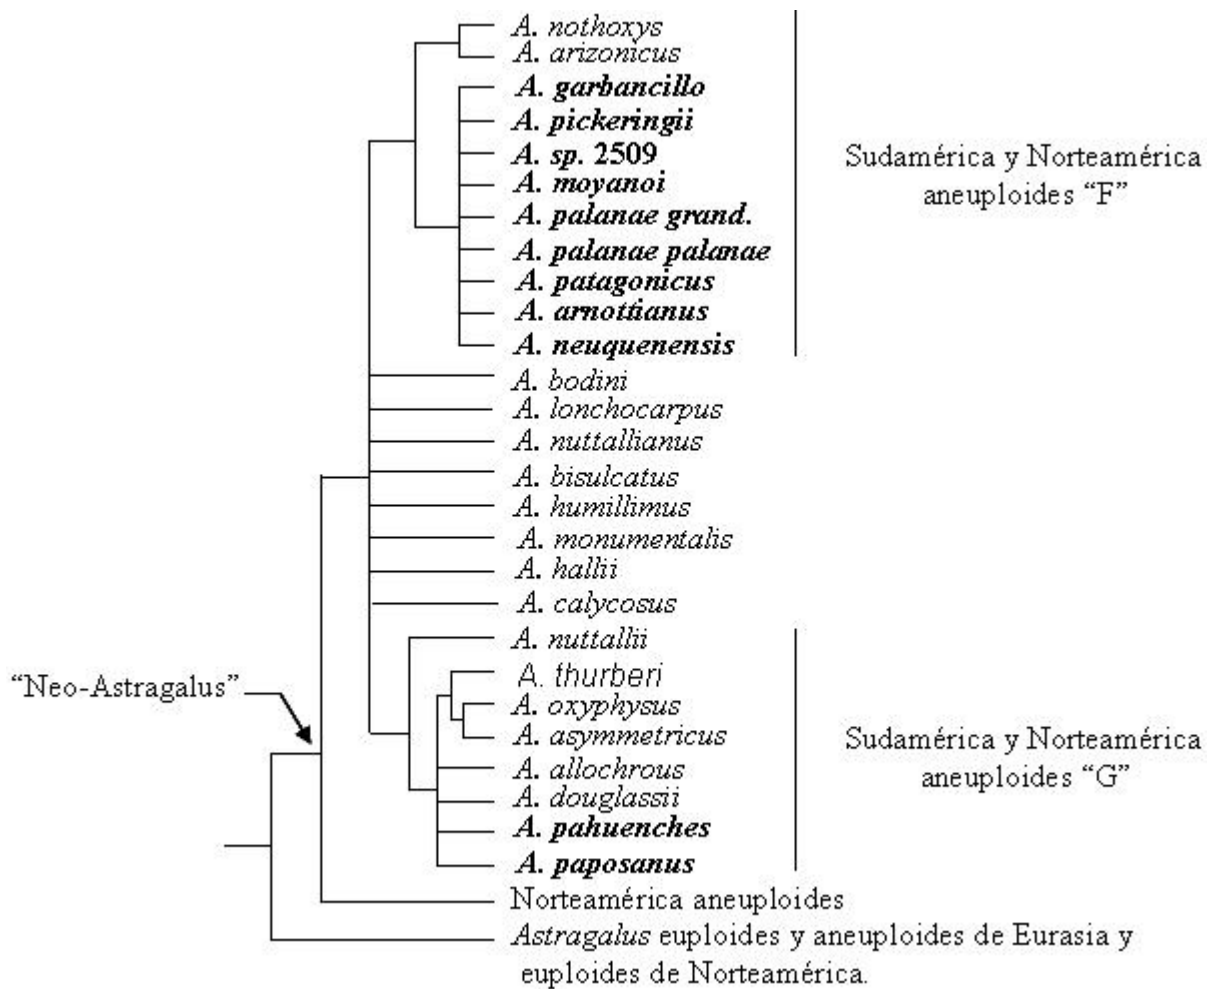 A. nothoxys
A. arizonicus
A. garbancillo
A. pickeringii
A. sp. 2509
A. moyanoi
A. palanae grand.
A. palanae palanae
A. patagonicus
A. arnottianus
A. neuquenensis
Sudamérica y Norteamérica
aneuploides “F”
A. bodini
A. lonchocarpus
A. nuttallianus
A. bisulcatus
A. humillimus
A. monumentalis
A. hallii
A. calycosus
A. nuttallii
A. thurberi
A. oxyphysus
A. asymmetricus
A. allochrous
A. douglassii
A. pahuenches
A. paposanus
Sudamérica y Norteamérica
aneuploides “G”
“Neo-Astragalus”
Norteamérica aneuploides
Astragalus euploides y aneuploides de Eurasia y
euploides de Norteamérica.